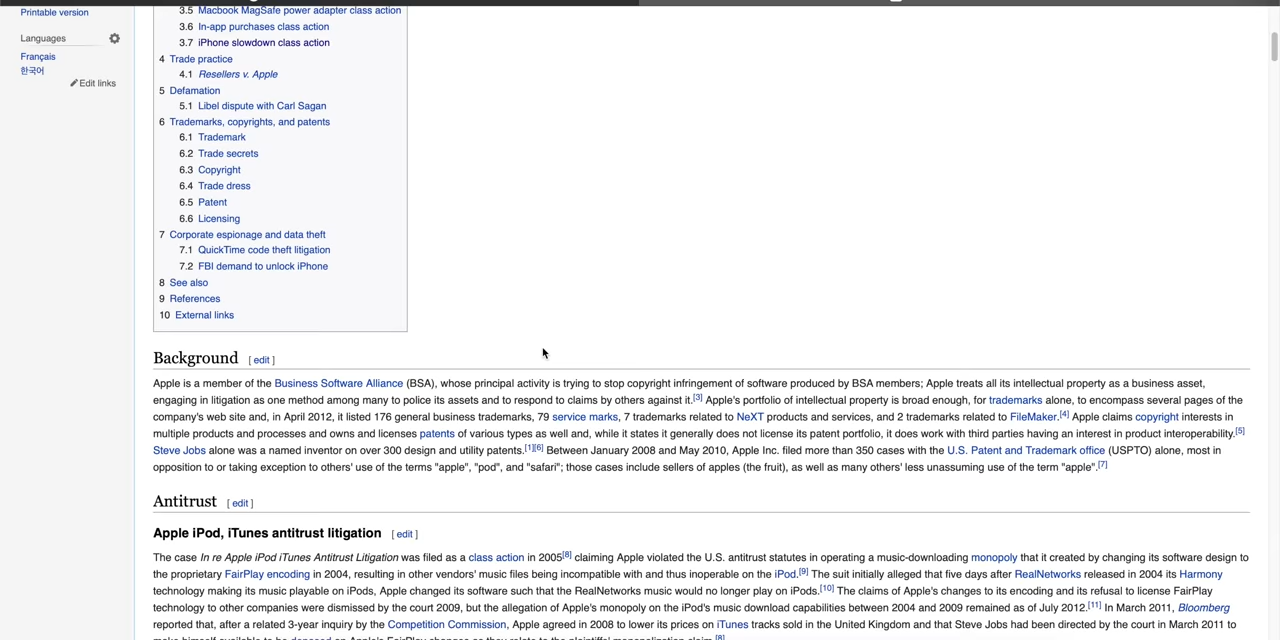 Printable version
Languages
Français
한국어
Edit links
3.5 Macbook MagSafe power adapter class action
3.6 In-app purchases class action
3.7 iPhone slowdown class action
4 Trade practice
4.1 Resellers v. Apple
5 Defamation
5.1 Libel dispute with Carl Sagan
6 Trademarks, copyrights, and patents
6.1 Trademark
6.2 Trade secrets
6.3 Copyright
6.4 Trade dress
6.5 Patent
6.6 Licensing
7 Corporate espionage and data theft
7.1 QuickTime code theft litigation
7.2 FBI demand to unlock iPhone
8 See also
9 References
10 External links
Background [ edit ]
Apple is a member of the Business Software Alliance (BSA), whose principal activity is trying to stop copyright infringement of software produced by BSA members; Apple treats all its intellectual property as a business asset,
engaging in litigation as one method among many to police its assets and to respond to claims by others against it.[3] Apple's portfolio of intellectual property is broad enough, for trademarks alone, to encompass several pages of the
company's web site and, in April 2012, it listed 176 general business trademarks, 79 service marks, 7 trademarks related to NeXT products and services, and 2 trademarks related to FileMaker.[4] Apple claims copyright interests in
multiple products and processes and owns and licenses patents of various types as well and, while it states it generally does not license its patent portfolio, it does work with third parties having an interest in product interoperability.[5]
Steve Jobs alone was a named inventor on over 300 design and utility patents.[1][6] Between January 2008 and May 2010, Apple Inc. filed more than 350 cases with the U.S. Patent and Trademark office (USPTO) alone, most in
opposition to or taking exception to others' use of the terms "apple", "pod", and "safari"; those cases include sellers of apples (the fruit), as well as many others' less unassuming use of the term "apple".[7]
Antitrust [ edit ]
Apple iPod, iTunes antitrust litigation [ edit ]
The case In re Apple iPod iTunes Antitrust Litigation was filed as a class action in 2005[8] claiming Apple violated the U.S. antitrust statutes in operating a music-downloading monopoly that it created by changing its software design to
the proprietary FairPlay encoding in 2004, resulting in other vendors' music files being incompatible with and thus inoperable on the iPod.[9] The suit initially alleged that five days after RealNetworks released in 2004 its Harmony
technology making its music playable on iPods, Apple changed its software such that the RealNetworks music would no longer play on iPods.[10] The claims of Apple's changes to its encoding and its refusal to license FairPlay
technology to other companies were dismissed by the court 2009, but the allegation of Apple's monopoly on the iPod's music download capabilities between 2004 and 2009 remained as of July 2012.[11] In March 2011, Bloomberg
reported that, after a related 3-year inquiry by the Competition Commission, Apple agreed in 2008 to lower its prices on iTunes tracks sold in the United Kingdom and that Steve Jobs had been directed by the court in March 2011 to
make himself available to be deposed on Apple's FairPlay changes as they relate to the plaintiffs' monopolization claim.[8]